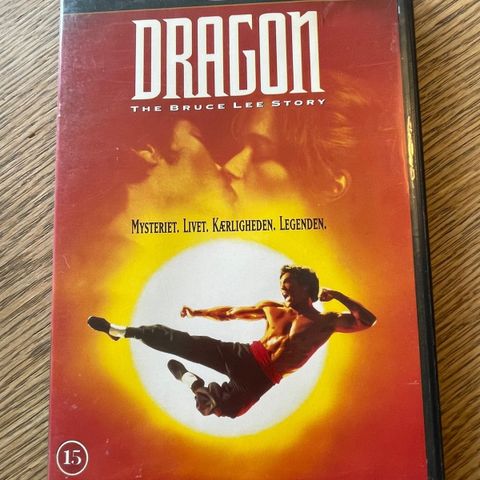 DRAGON
THE BRUCE LEE STORY
MYSTERIET. LIVET. KÆRLIGHEDEN. LEGENDEN.
15